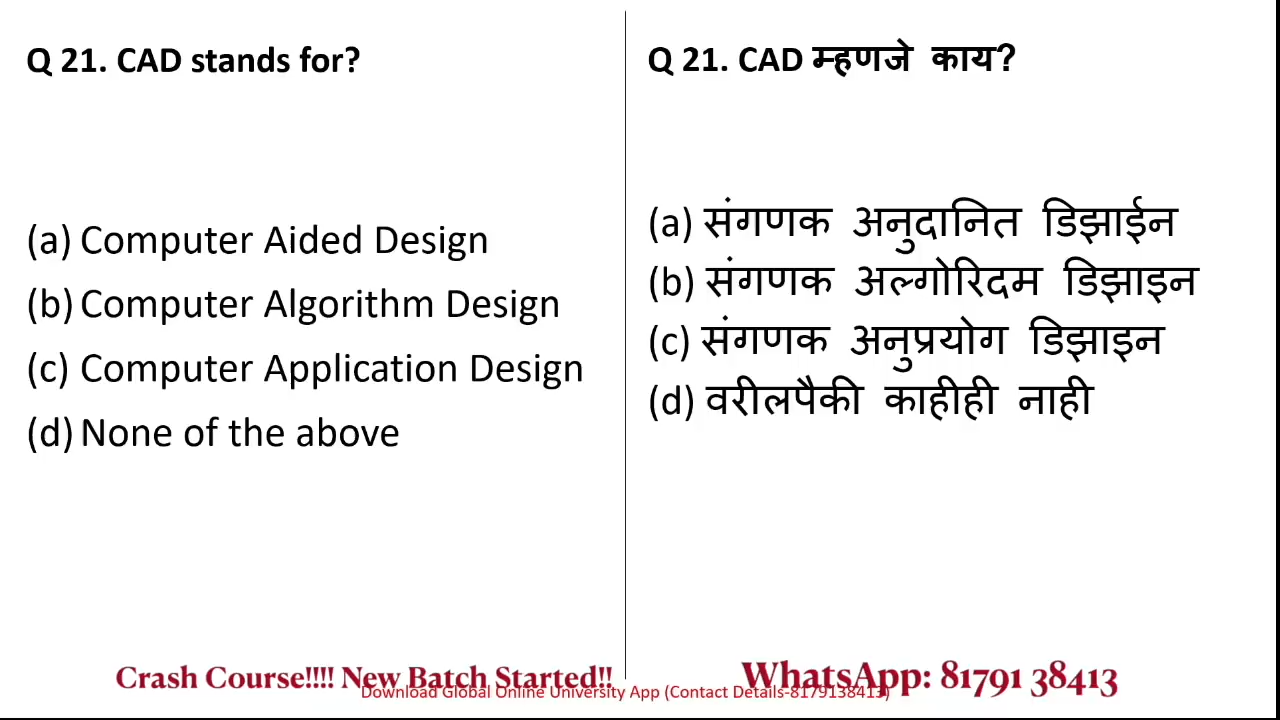 Q 21. CAD stands for?
(a) Computer Aided Design
(b) Computer Algorithm Design
(c) Computer Application Design
(d) None of the above
Q 21. CAD म्हणजे काय?
(a) संगणक अनुदानित डिझाईन
(b) संगणक अल्गोरिदम डिझाइन
(c) संगणक अनुप्रयोग डिझाइन
(d) वरीलपैकी काहीही नाही
Crash Course!!!! New Batch Started!!
WhatsApp: 81791 38413
Download Global Online University App (Contact Details-8179138413)